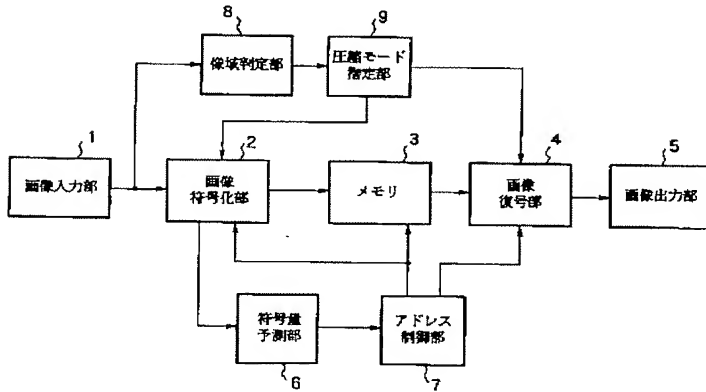 8
9
像域判定部
圧縮モード
指定部
1
2
3
4
5
画像入力部
画像
符号化部
メモリ
画像
復号部
画像出力部
符号量
予測部
アドレス
制御部
6
7